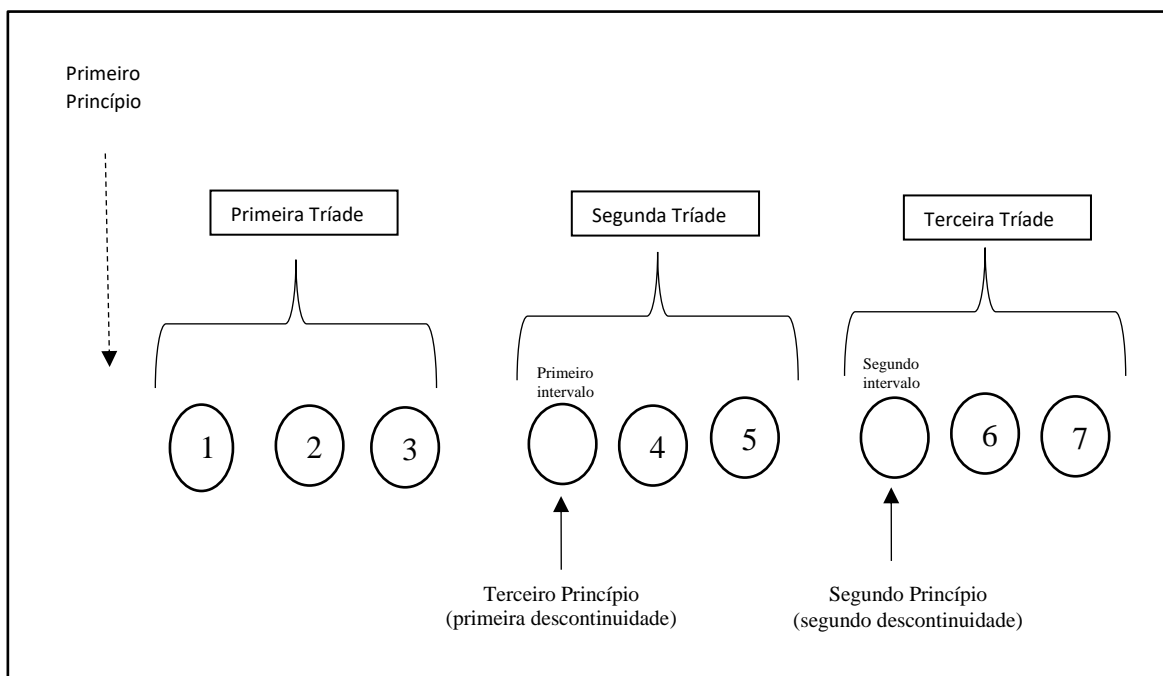 Primeiro
Princípio
Primeira Tríade
Segunda Tríade
Terceira Tríade
Primeiro
intervalo
Segundo
intervalo
1
2
3
4
5
6
7
Terceiro Princípio
(primeira descontinuidade)
Segundo Princípio
(segundo descontinuidade)